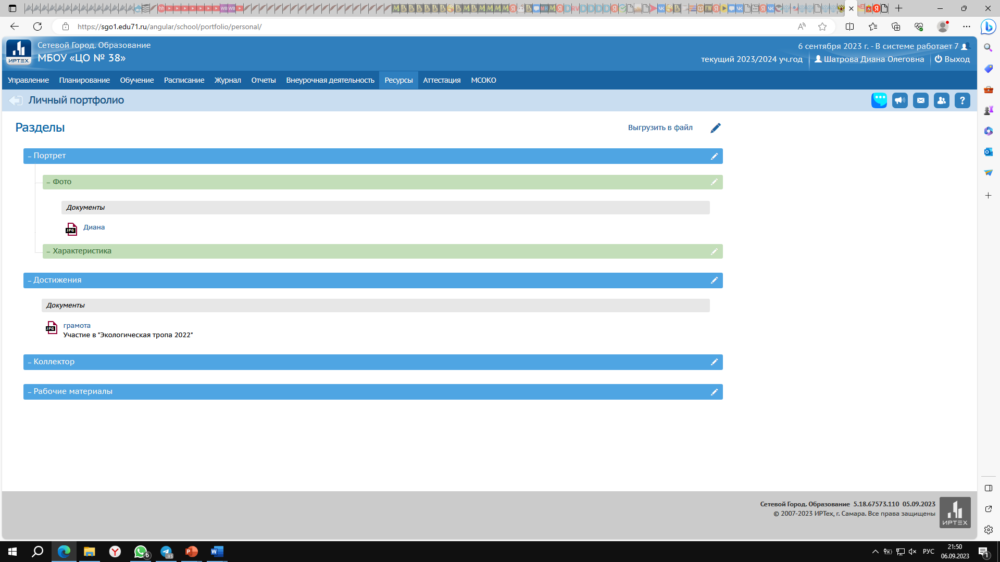 https://sgo1.edu71.ru/angular/school/portfolio/personal/
Сетевой Город. Образование
МБОУ «ЦО № 38»
ИРТЕХ
6 сентября 2023 г. - В системе работает 7
текущий 2023/2024 уч.год
Шатрова Диана Олеговна
Выход
Управление Планирование Обучение Расписание Журнал Отчеты Внеурочная деятельность Ресурсы Аттестация МСОКО
Личный портфолио
?
Разделы
Выгрузить в файл
– Портрет
– Фото
Документы
JPG
Диана
– Характеристика
– Достижения
Документы
JPG
грамота
Участие в "Экологическая тропа 2022"
– Коллектор
– Рабочие материалы
Сетевой Город. Образование 5.18.67573.110 05.09.2023
© 2007-2023 ИРТех, г. Самара. Все права защищены
ИРТЕХ
6
95
РУС
21:50
06.09.2023
1